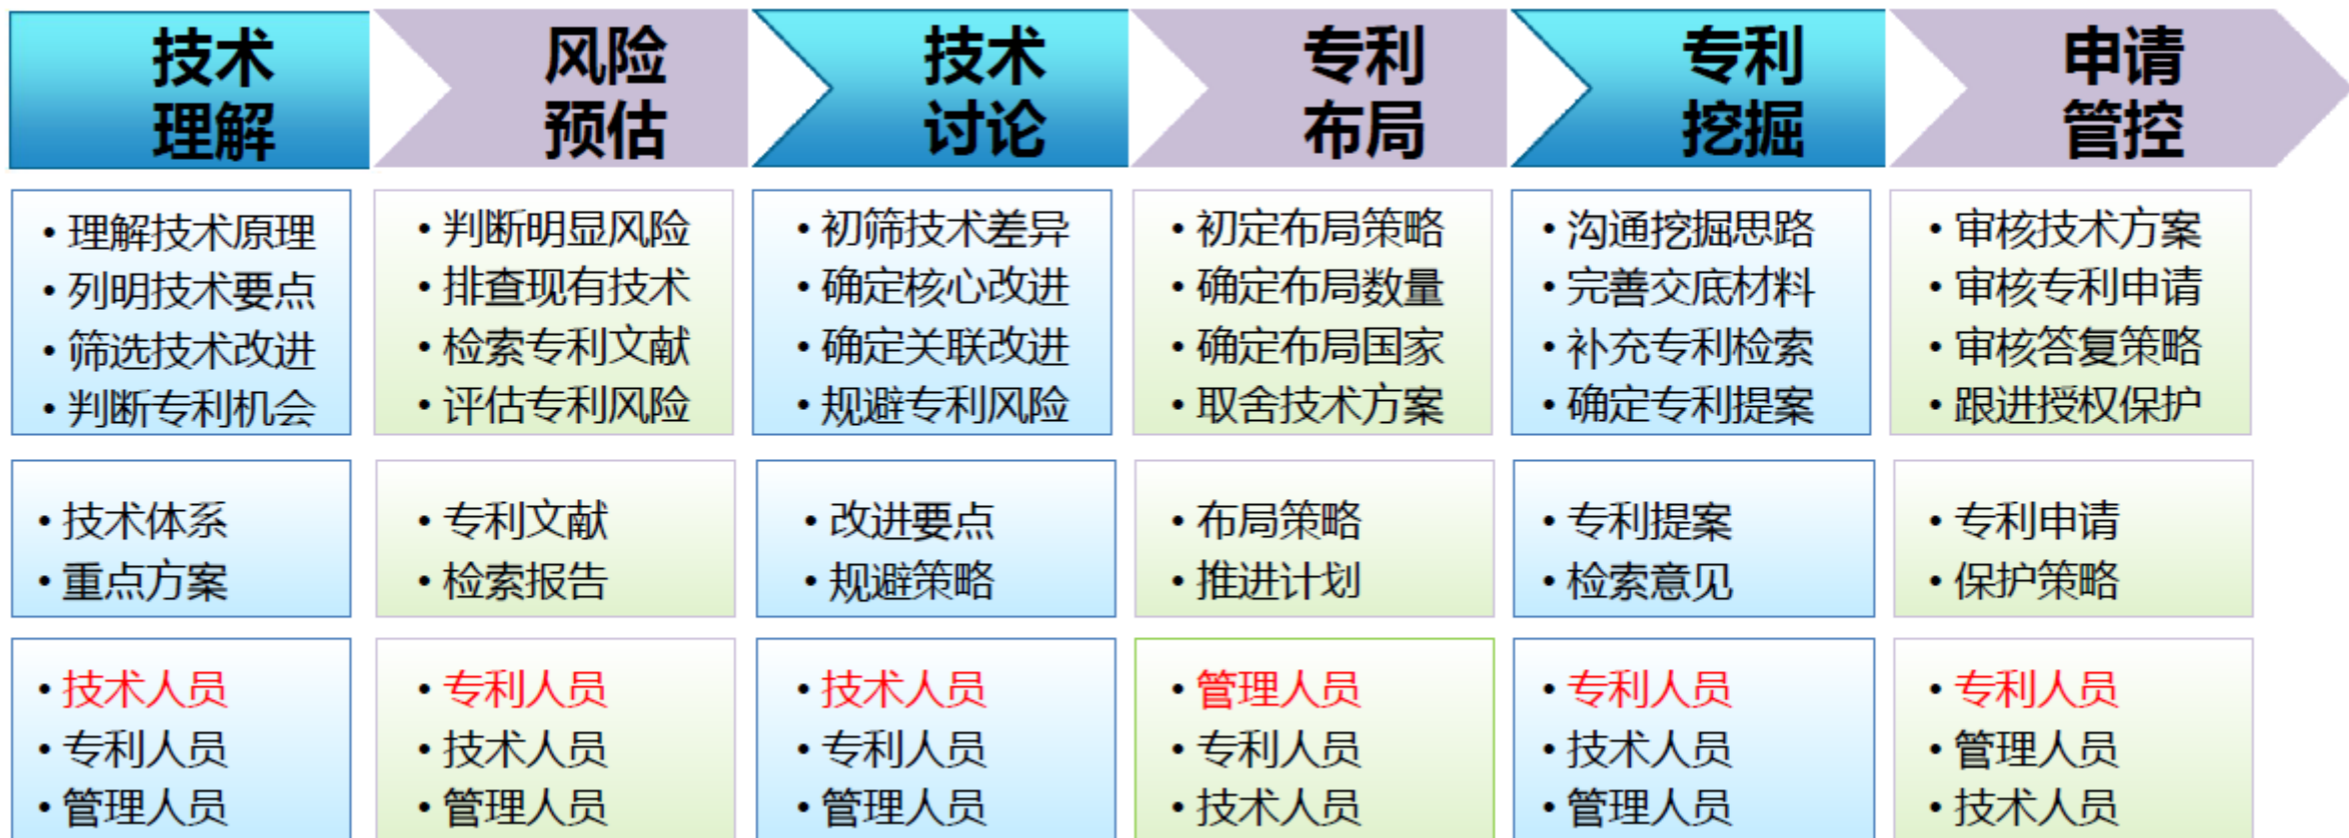 技术
理解
风险
预估
技术
讨论
专利
布局
专利
挖掘
申请
管控
• 理解技术原理
• 列明技术要点
• 筛选技术改进
• 判断专利机会
• 判断明显风险
• 排查现有技术
• 检索专利文献
• 评估专利风险
• 初筛技术差异
• 确定核心改进
• 确定关联改进
• 规避专利风险
• 初定布局策略
• 确定布局数量
• 确定布局国家
• 取舍技术方案
• 沟通挖掘思路
• 完善交底材料
• 补充专利检索
• 确定专利提案
• 审核技术方案
• 审核专利申请
• 审核答复策略
• 跟进授权保护
• 技术体系
• 重点方案
• 专利文献
• 检索报告
• 改进要点
• 规避策略
• 布局策略
• 推进计划
• 专利提案
• 检索意见
• 专利申请
• 保护策略
• 技术人员
• 专利人员
• 管理人员
• 专利人员
• 技术人员
• 管理人员
• 技术人员
• 专利人员
• 管理人员
• 管理人员
• 专利人员
• 技术人员
• 专利人员
• 技术人员
• 管理人员
• 专利人员
• 管理人员
• 技术人员